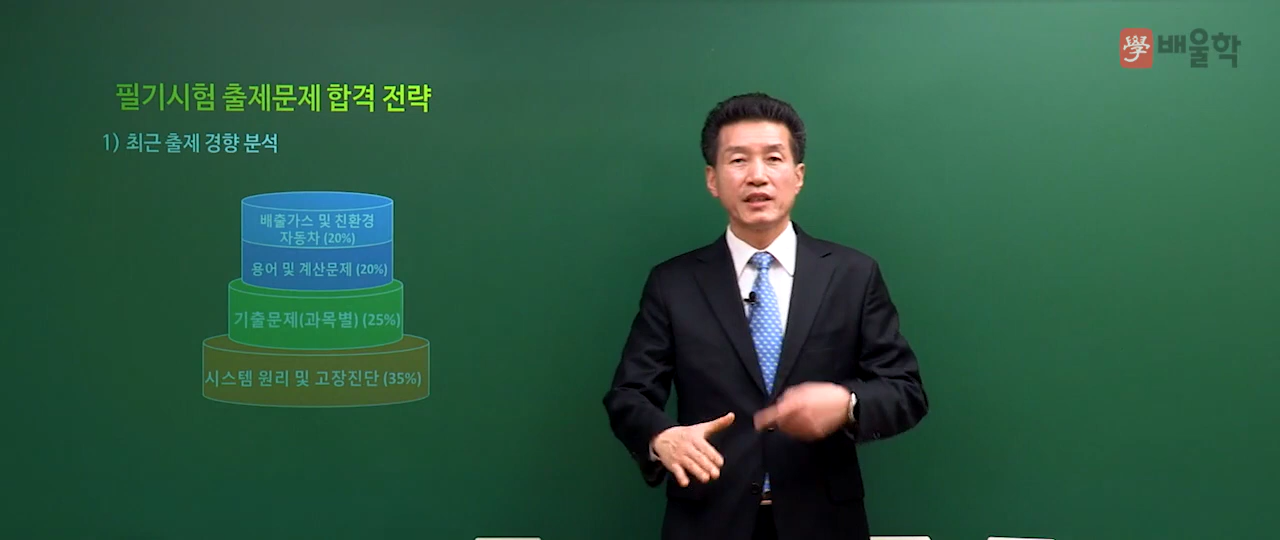 學 배울학
필기시험 출제문제 합격 전략
1) 최근 출제 경향 분석
배출가스 및 친환경
자동차 (20%)
용어 및 계산문제 (20%)
기출문제(과목별) (25%)
시스템 원리 및 고장진단 (35%)